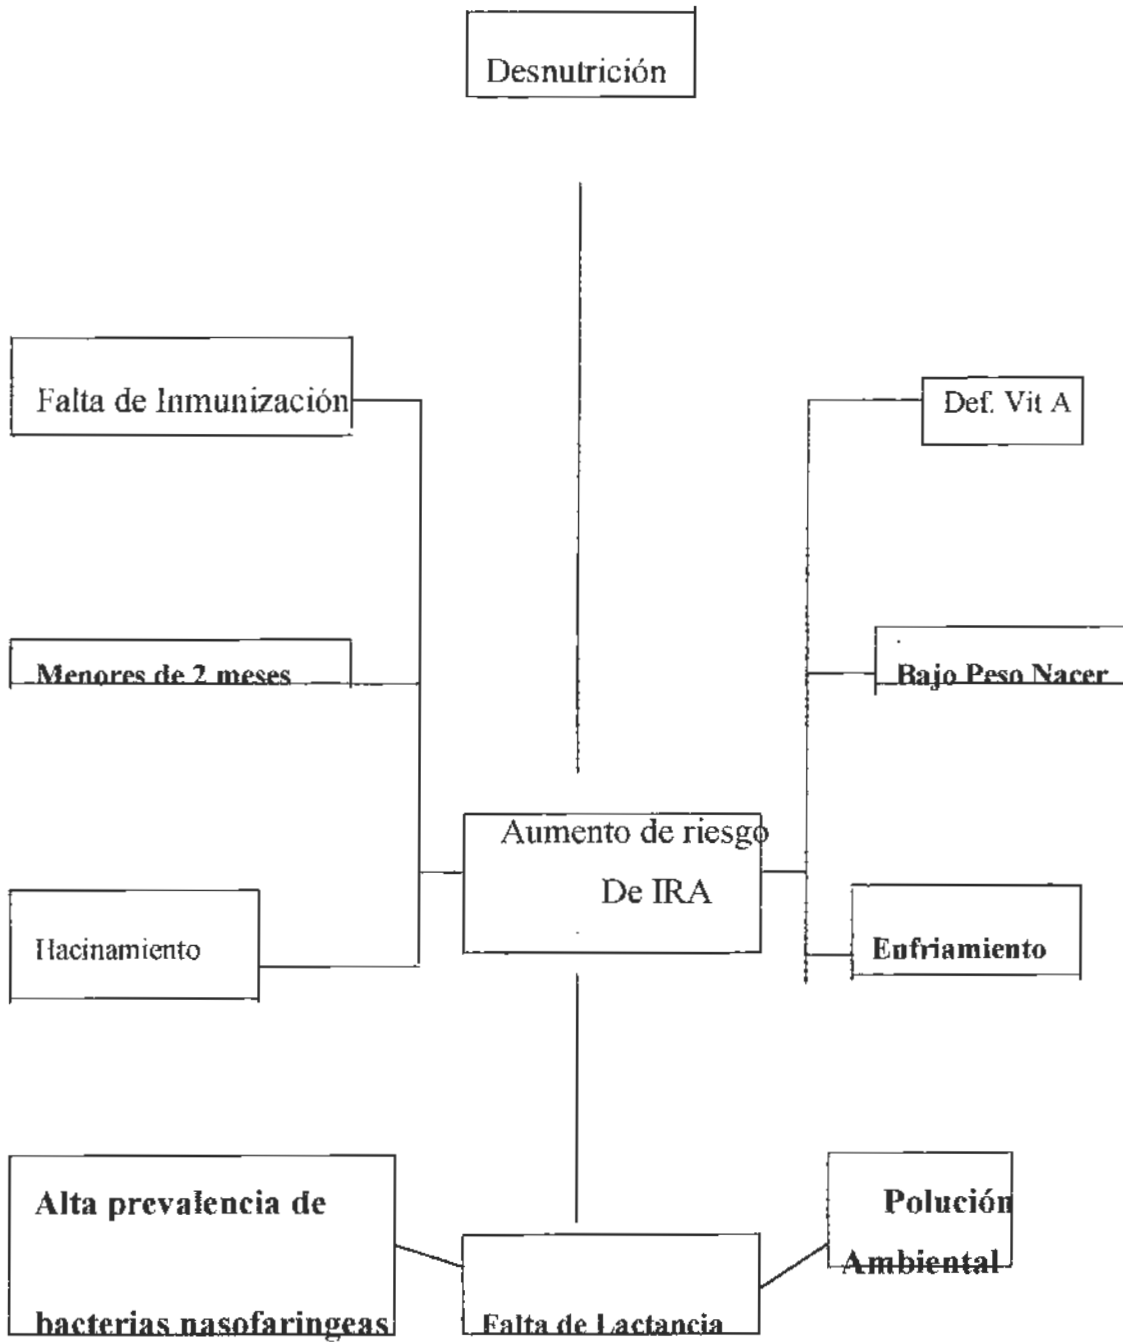 Desnutrición
Falta de Inmunización
Def. Vit A
Menores de 2 meses
Bajo Peso Nacer
Aumento de riesgo
De IRA
Hacinamiento
Enfriamiento
Alta prevalencia de
bacterias nasofaringeas
Polución
Ambiental
Falta de Lactancia